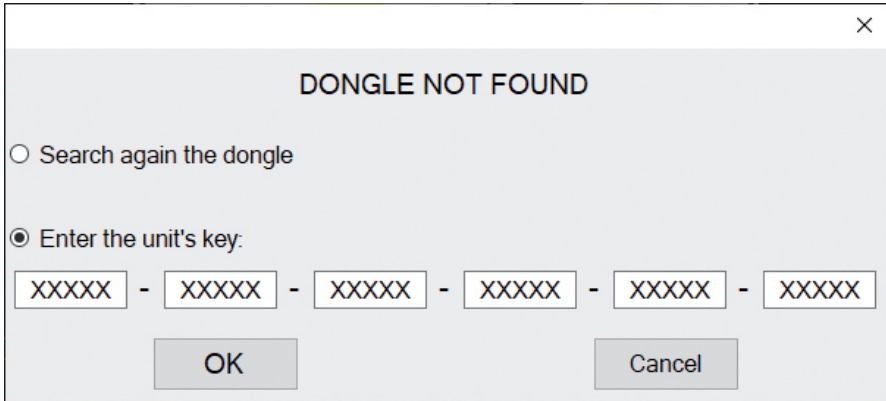 DONGLE NOT FOUND
Search again the dongle
Enter the unit's key:
XXXXX - XXXXX - XXXXX - XXXXX - XXXXX - XXXXX
OK Cancel